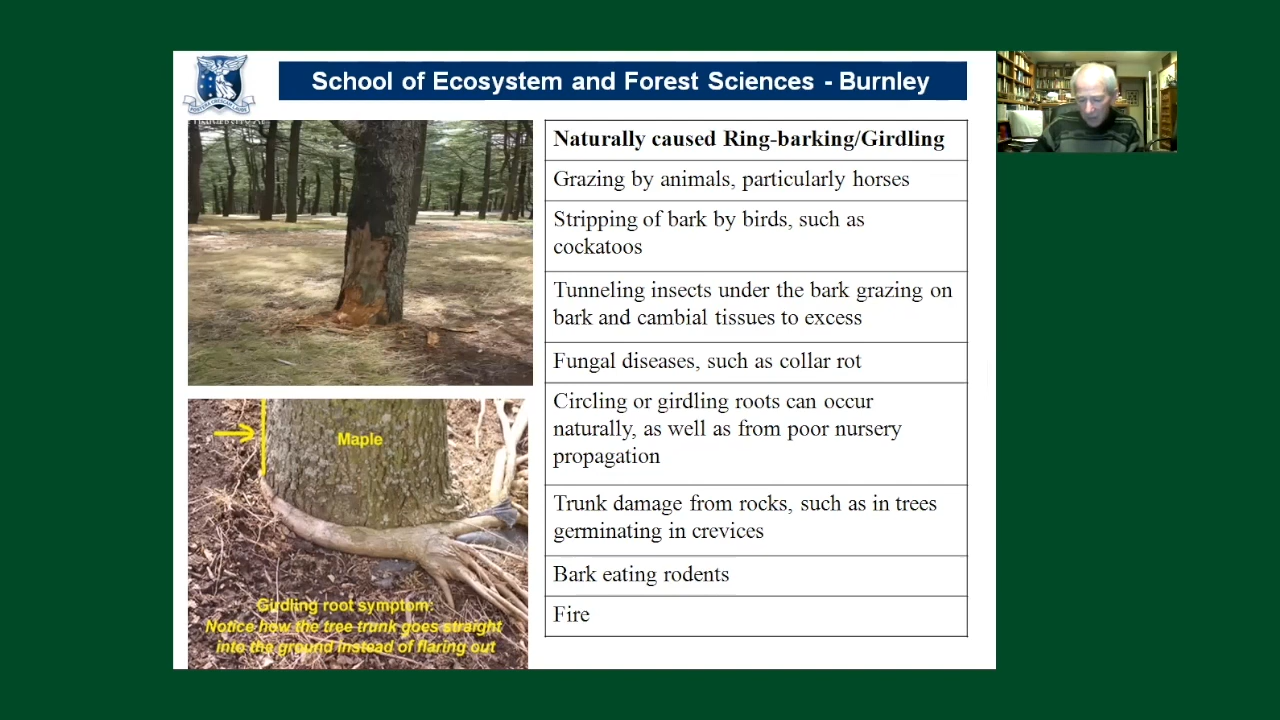 School of Ecosystem and Forest Sciences - Burnley
Naturally caused Ring-barking/Girdling
Grazing by animals, particularly horses
Stripping of bark by birds, such as
cockatoos
Tunneling insects under the bark grazing on
bark and cambial tissues to excess
Fungal diseases, such as collar rot
Circling or girdling roots can occur
naturally, as well as from poor nursery
propagation
Trunk damage from rocks, such as in trees
germinating in crevices
Bark eating rodents
Fire
Maple
Girdling root symptom:
Notice how the tree trunk goes straight
into the ground instead of flaring out